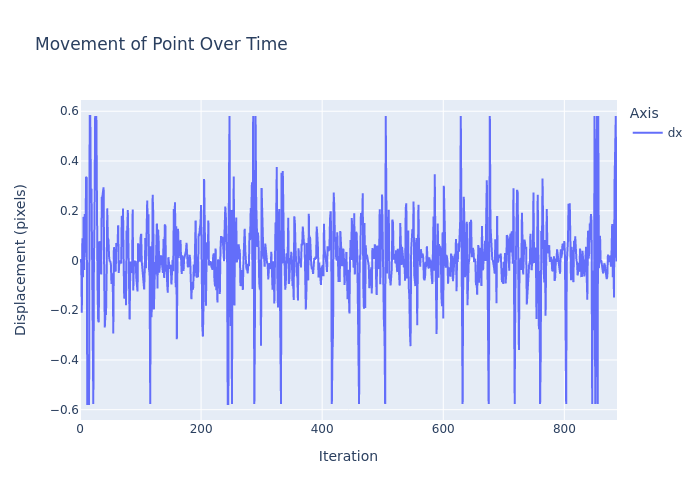 Movement of Point Over Time
Axis
dx
Displacement (pixels)
0.6
0.4
0.2
0
−0.2
−0.4
−0.6
0
200
400
600
800
Iteration